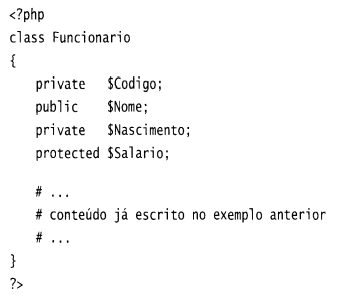 <?php
class Funcionario
{
private $Codigo;
public $Nome;
private $Nascimento;
protected $Salario;
# ...
# conteúdo já escrito no exemplo anterior
# ...
}
?>